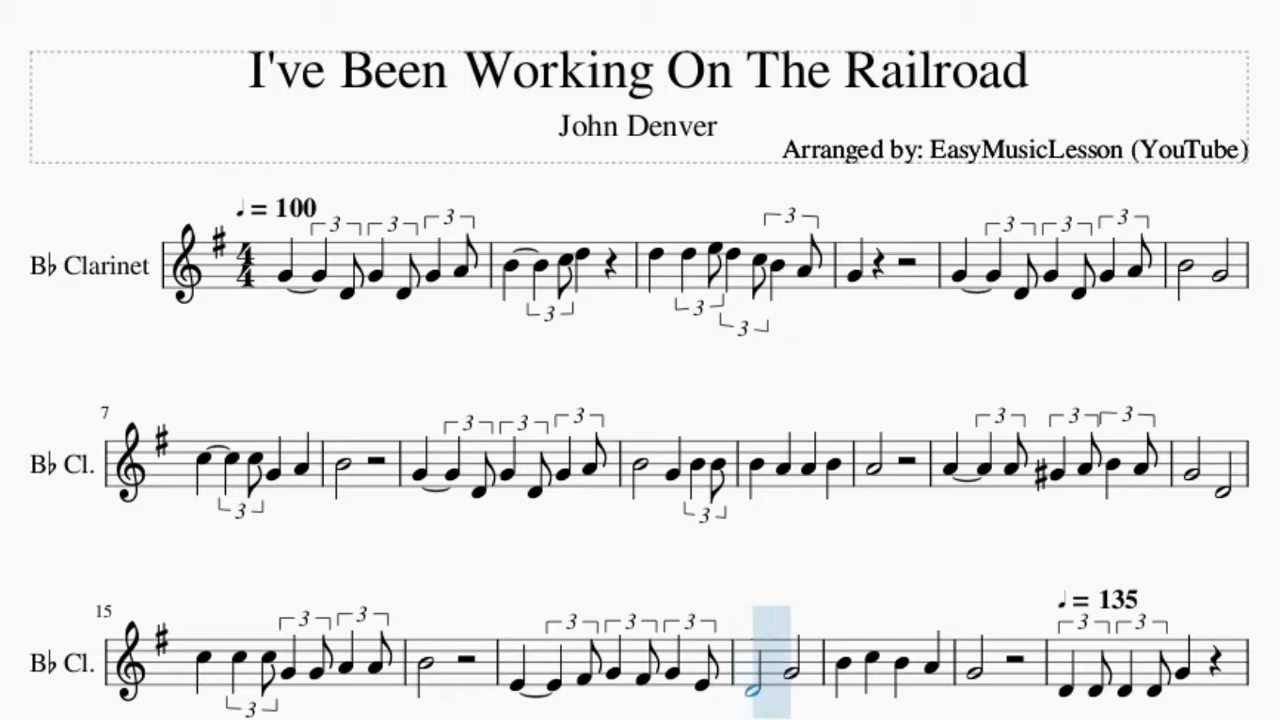 I've Been Working On The Railroad
John Denver
Arranged by: EasyMusicLesson (YouTube)
♩ = 100
3 3 3 3 3 3 3 3 3 3
B♭ Clarinet
7
3 3 3 3 3 3 3 3
B♭ Cl.
♩ = 135
15
3 3 3 3 3 3 3 3
B♭ Cl.